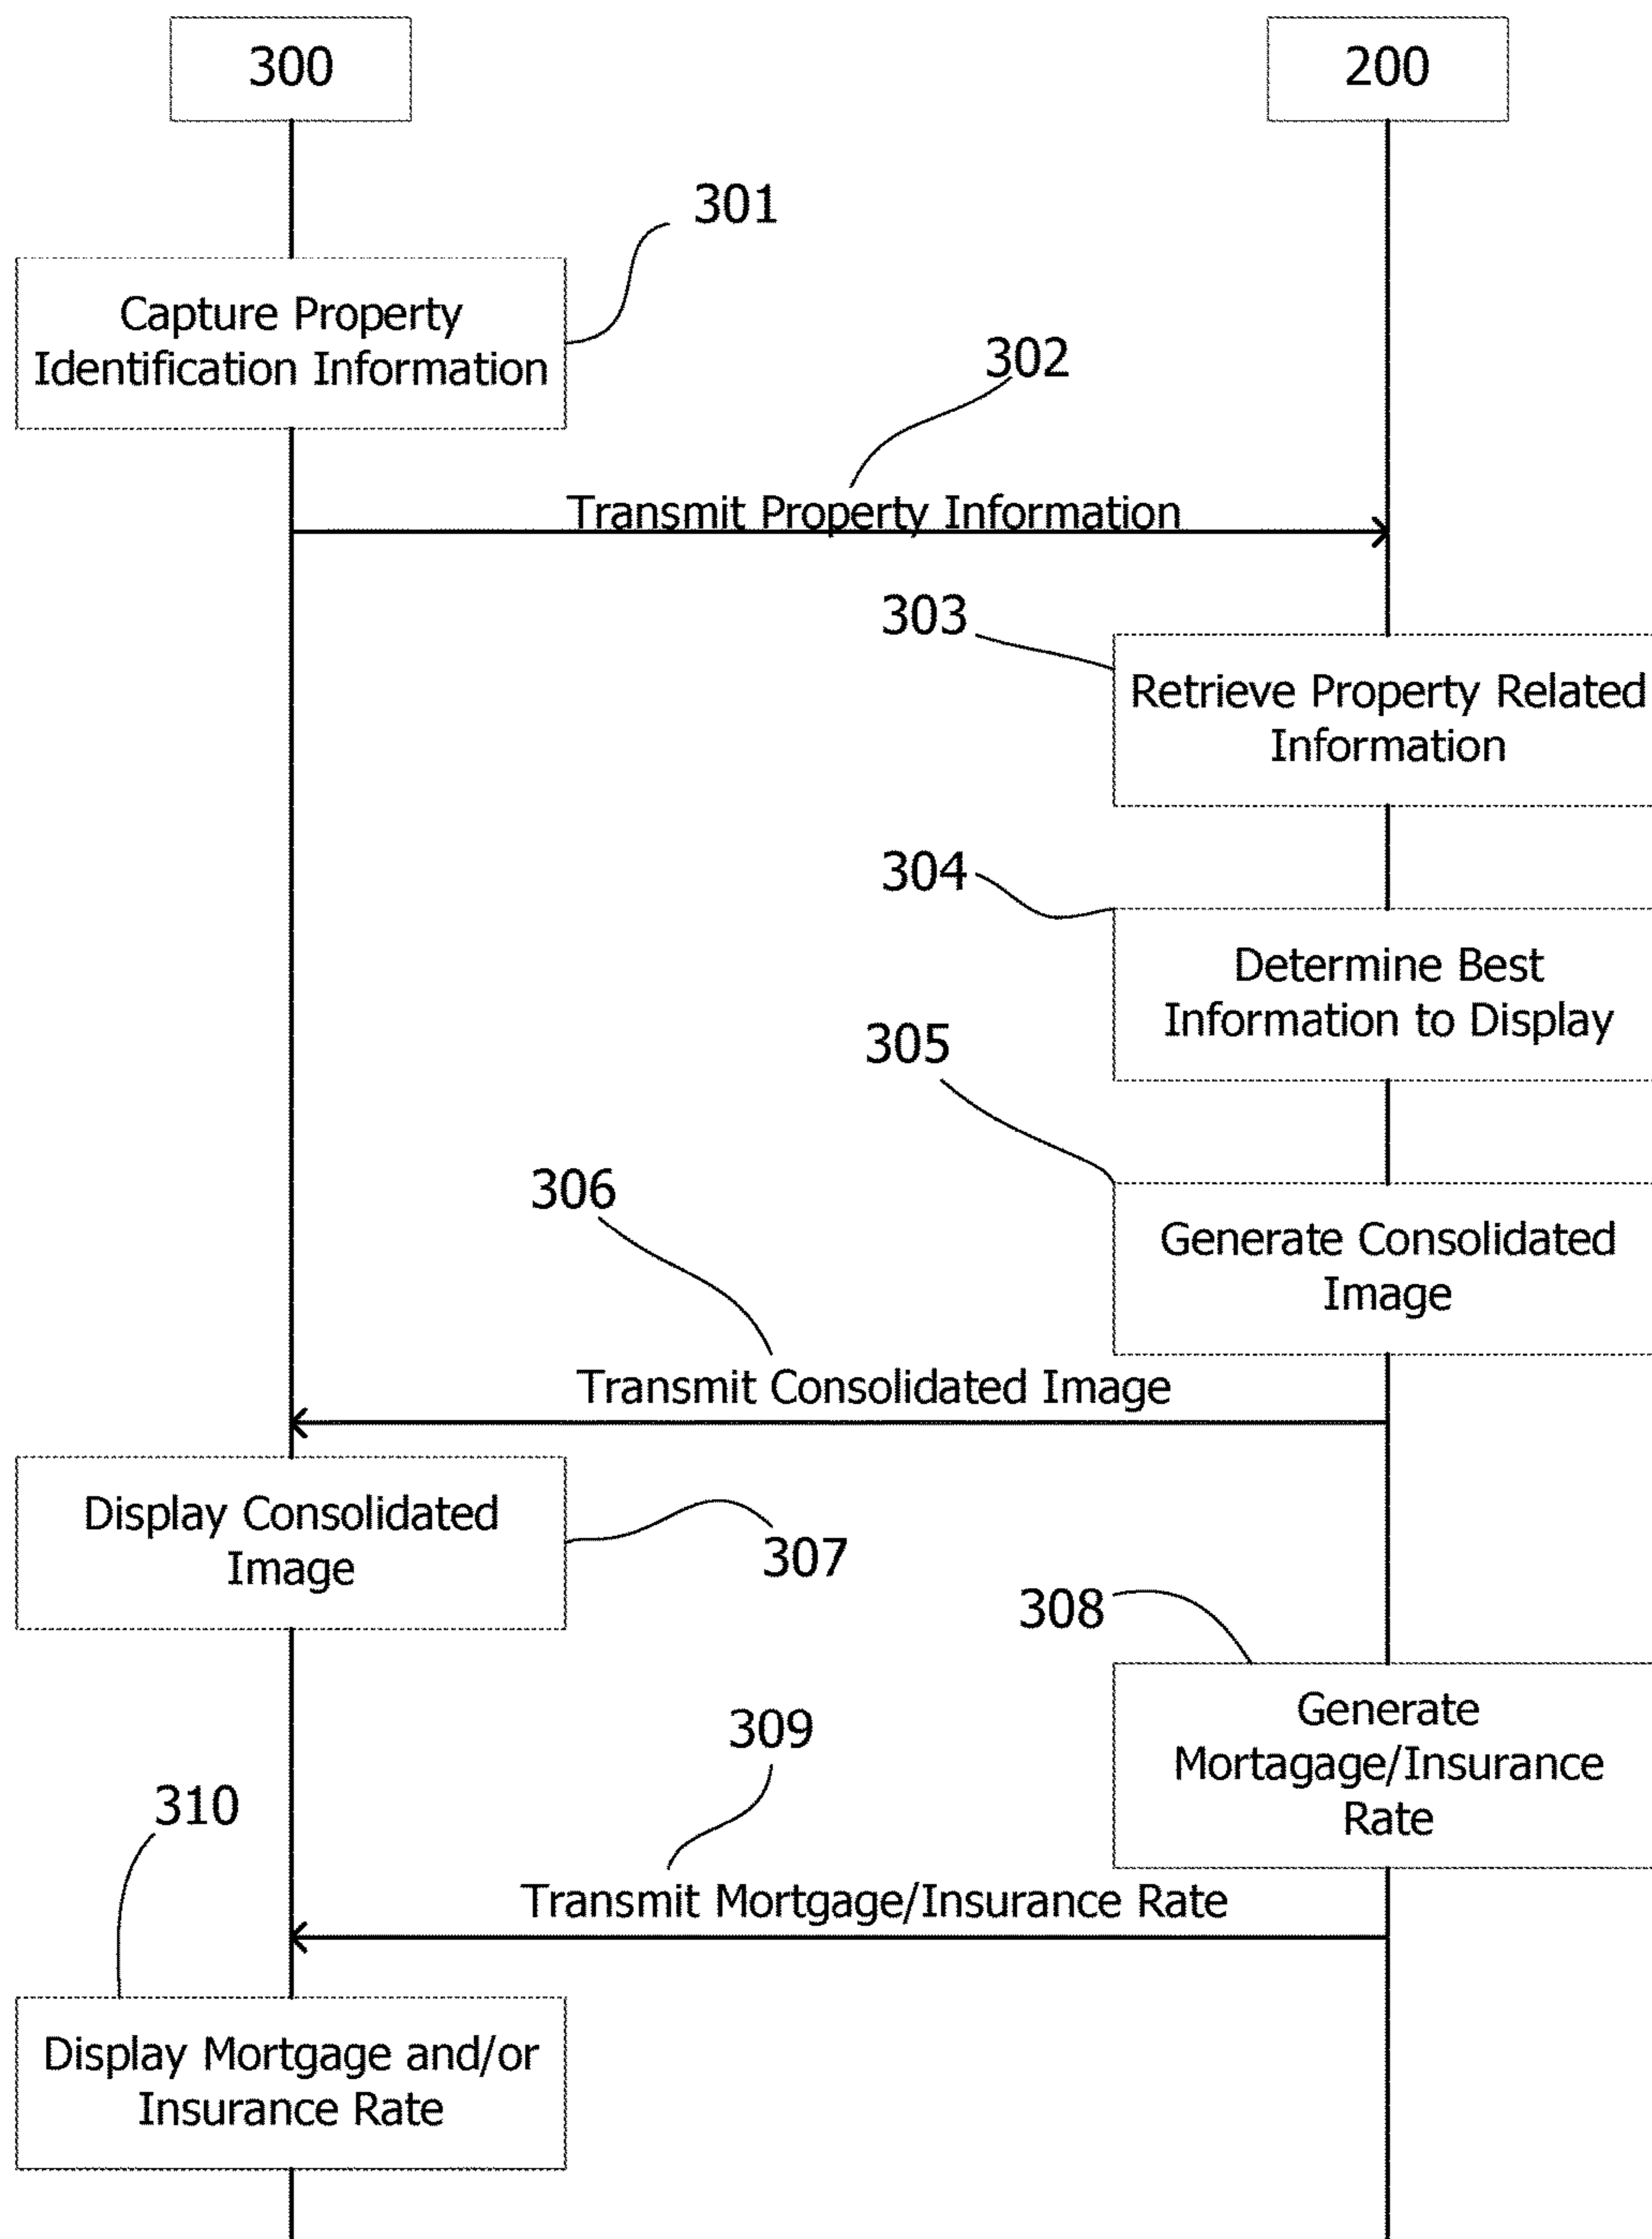 300
200
301
Capture Property
Identification Information
302
Transmit Property Information
303
Retrieve Property Related
Information
304
Determine Best
Information to Display
305
Generate Consolidated
Image
306
Transmit Consolidated Image
Display Consolidated
Image
307
308
Generate
Mortagage/Insurance
Rate
309
310
Transmit Mortgage/Insurance Rate
Display Mortgage and/or
Insurance Rate